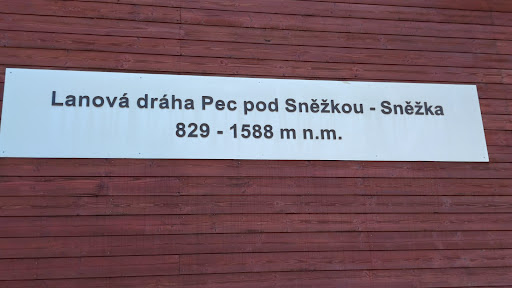 Lanová dráha Pec pod Sněžkou - Sněžka
829 - 1588 m n.m.